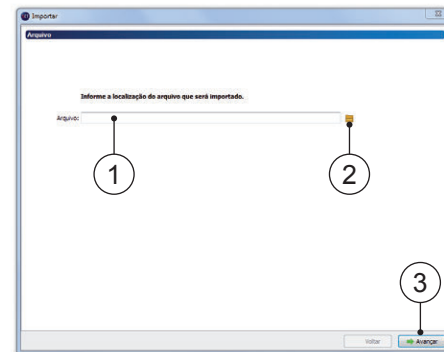 Importar
Arquivo
Informe a localização do arquivo que será importado.
Arquivo:
1
2
3
Voltar
Avançar